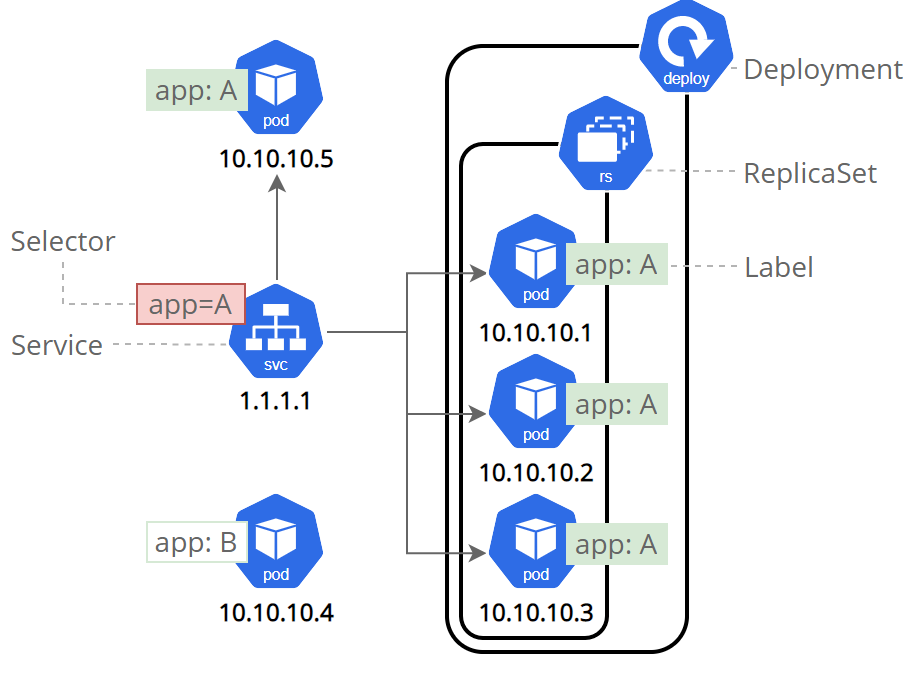 deploy
Deployment
app: A
pod
10.10.10.5
rs
ReplicaSet
Selector
app=A
Service
svc
1.1.1.1
app: A
Label
pod
10.10.10.1
app: A
pod
10.10.10.2
app: B
pod
10.10.10.4
app: A
pod
10.10.10.3